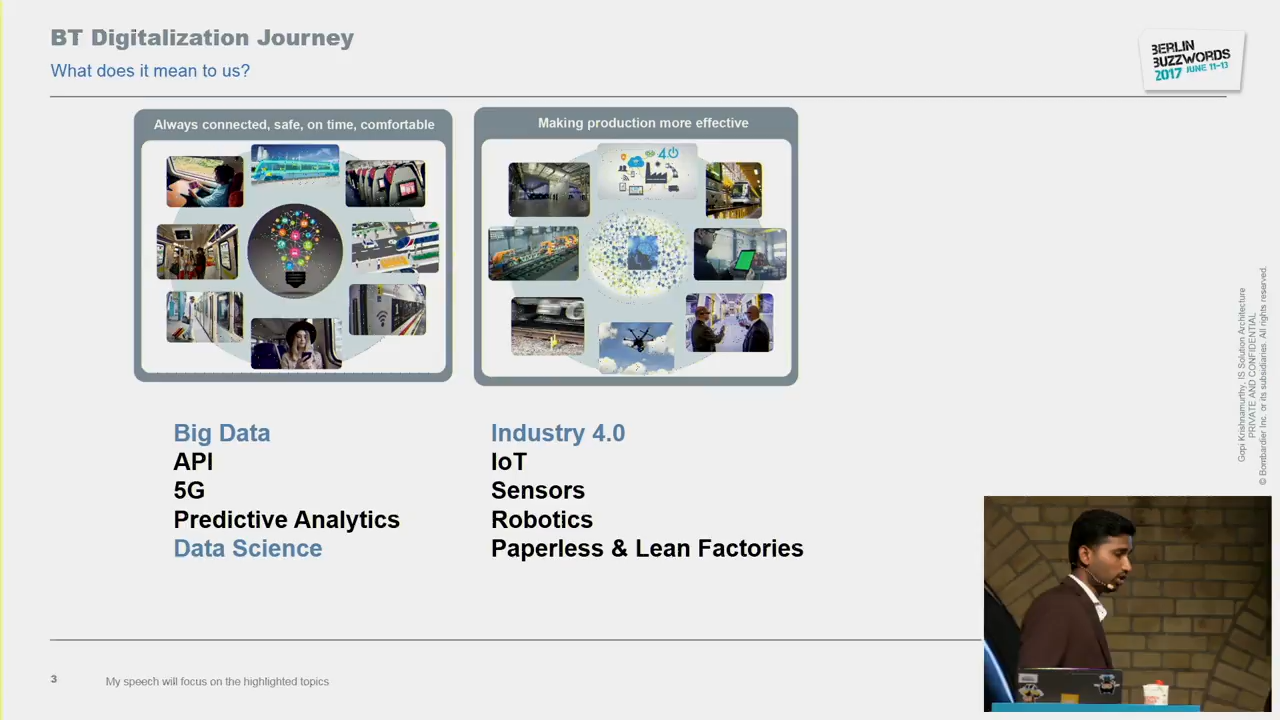 BT Digitalization Journey
What does it mean to us?
BERLIN
BUZZWORDS
2017 JUNE 11-13
Always connected, safe, on time, comfortable
Making production more effective
4.0
Big Data
API
5G
Predictive Analytics
Data Science
Industry 4.0
IoT
Sensors
Robotics
Paperless & Lean Factories
Gopi Krishnamurthy, IS Solution Architecture
PRIVATE AND CONFIDENTIAL
© Bombardier Inc. or its subsidiaries. All rights reserved.
3
My speech will focus on the highlighted topics